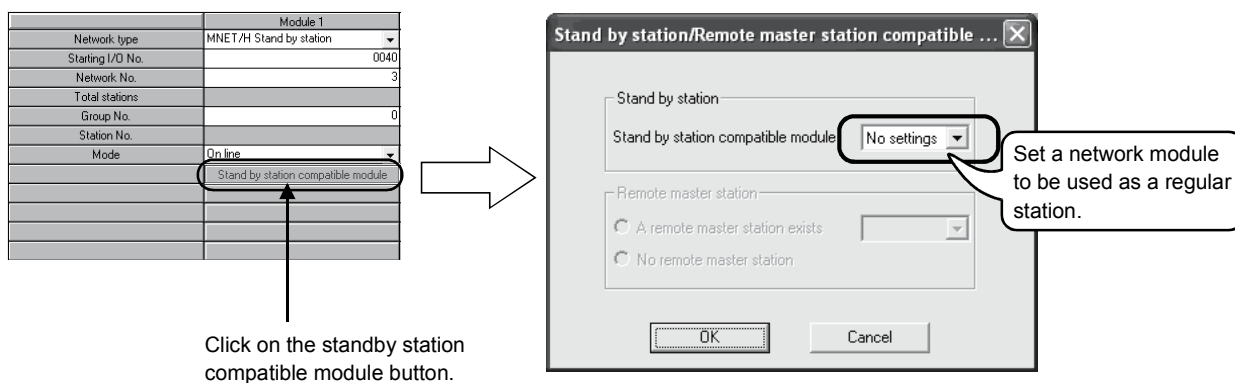 Module 1
Network type MNET/H Stand by station
Starting I/O No. 0040
Network No. 3
Total stations
Group No. 0
Station No.
Mode On line
Stand by station compatible module
Click on the standby station
compatible module button.
Stand by station/Remote master station compatible ...
Stand by station
Stand by station compatible module No settings
Remote master station
A remote master station exists
No remote master station
OK Cancel
Set a network module
to be used as a regular
station.